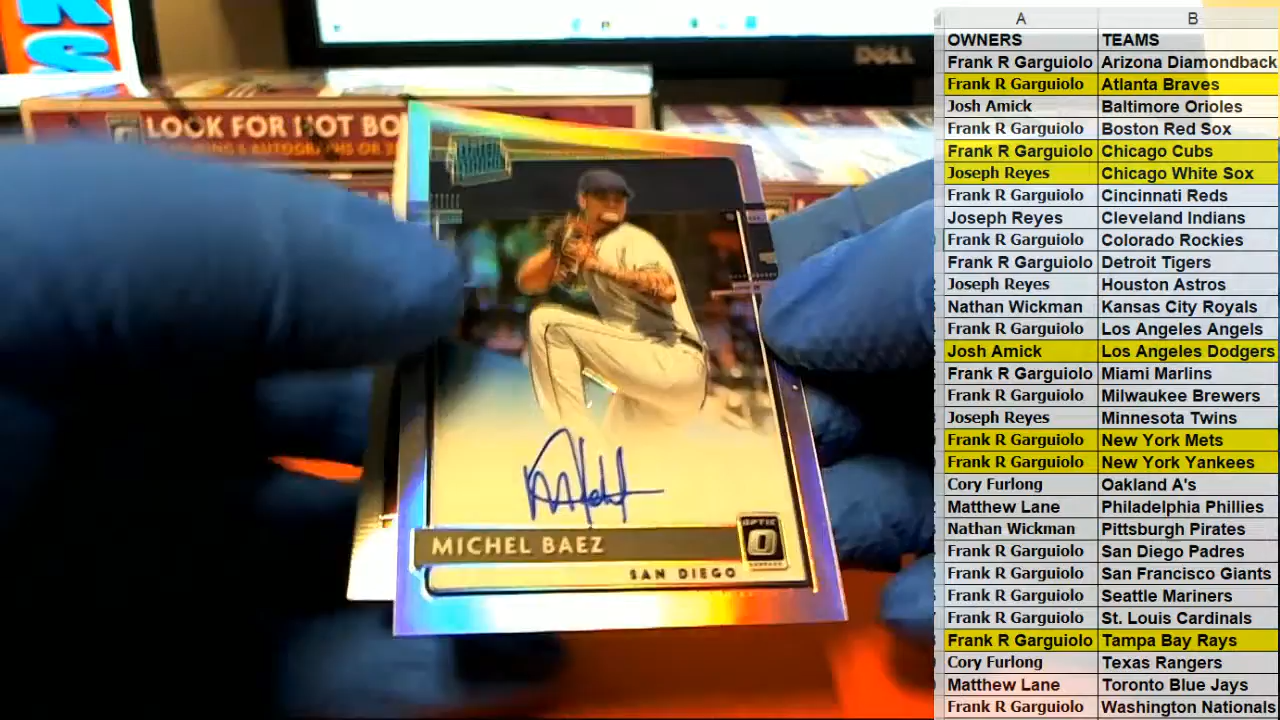 KS
DELL
LOOK FOR HOT BO
MICHEL BAEZ
OPTIC
SAN DIEGO
A B
OWNERS TEAMS
Frank R Garguiolo Arizona Diamondback
Frank R Garguiolo Atlanta Braves
Josh Amick Baltimore Orioles
Frank R Garguiolo Boston Red Sox
Frank R Garguiolo Chicago Cubs
Joseph Reyes Chicago White Sox
Frank R Garguiolo Cincinnati Reds
Joseph Reyes Cleveland Indians
Frank R Garguiolo Colorado Rockies
Frank R Garguiolo Detroit Tigers
Joseph Reyes Houston Astros
Nathan Wickman Kansas City Royals
Frank R Garguiolo Los Angeles Angels
Josh Amick Los Angeles Dodgers
Frank R Garguiolo Miami Marlins
Frank R Garguiolo Milwaukee Brewers
Joseph Reyes Minnesota Twins
Frank R Garguiolo New York Mets
Frank R Garguiolo New York Yankees
Cory Furlong Oakland A's
Matthew Lane Philadelphia Phillies
Nathan Wickman Pittsburgh Pirates
Frank R Garguiolo San Diego Padres
Frank R Garguiolo San Francisco Giants
Frank R Garguiolo Seattle Mariners
Frank R Garguiolo St. Louis Cardinals
Frank R Garguiolo Tampa Bay Rays
Cory Furlong Texas Rangers
Matthew Lane Toronto Blue Jays
Frank R Garguiolo Washington Nationals